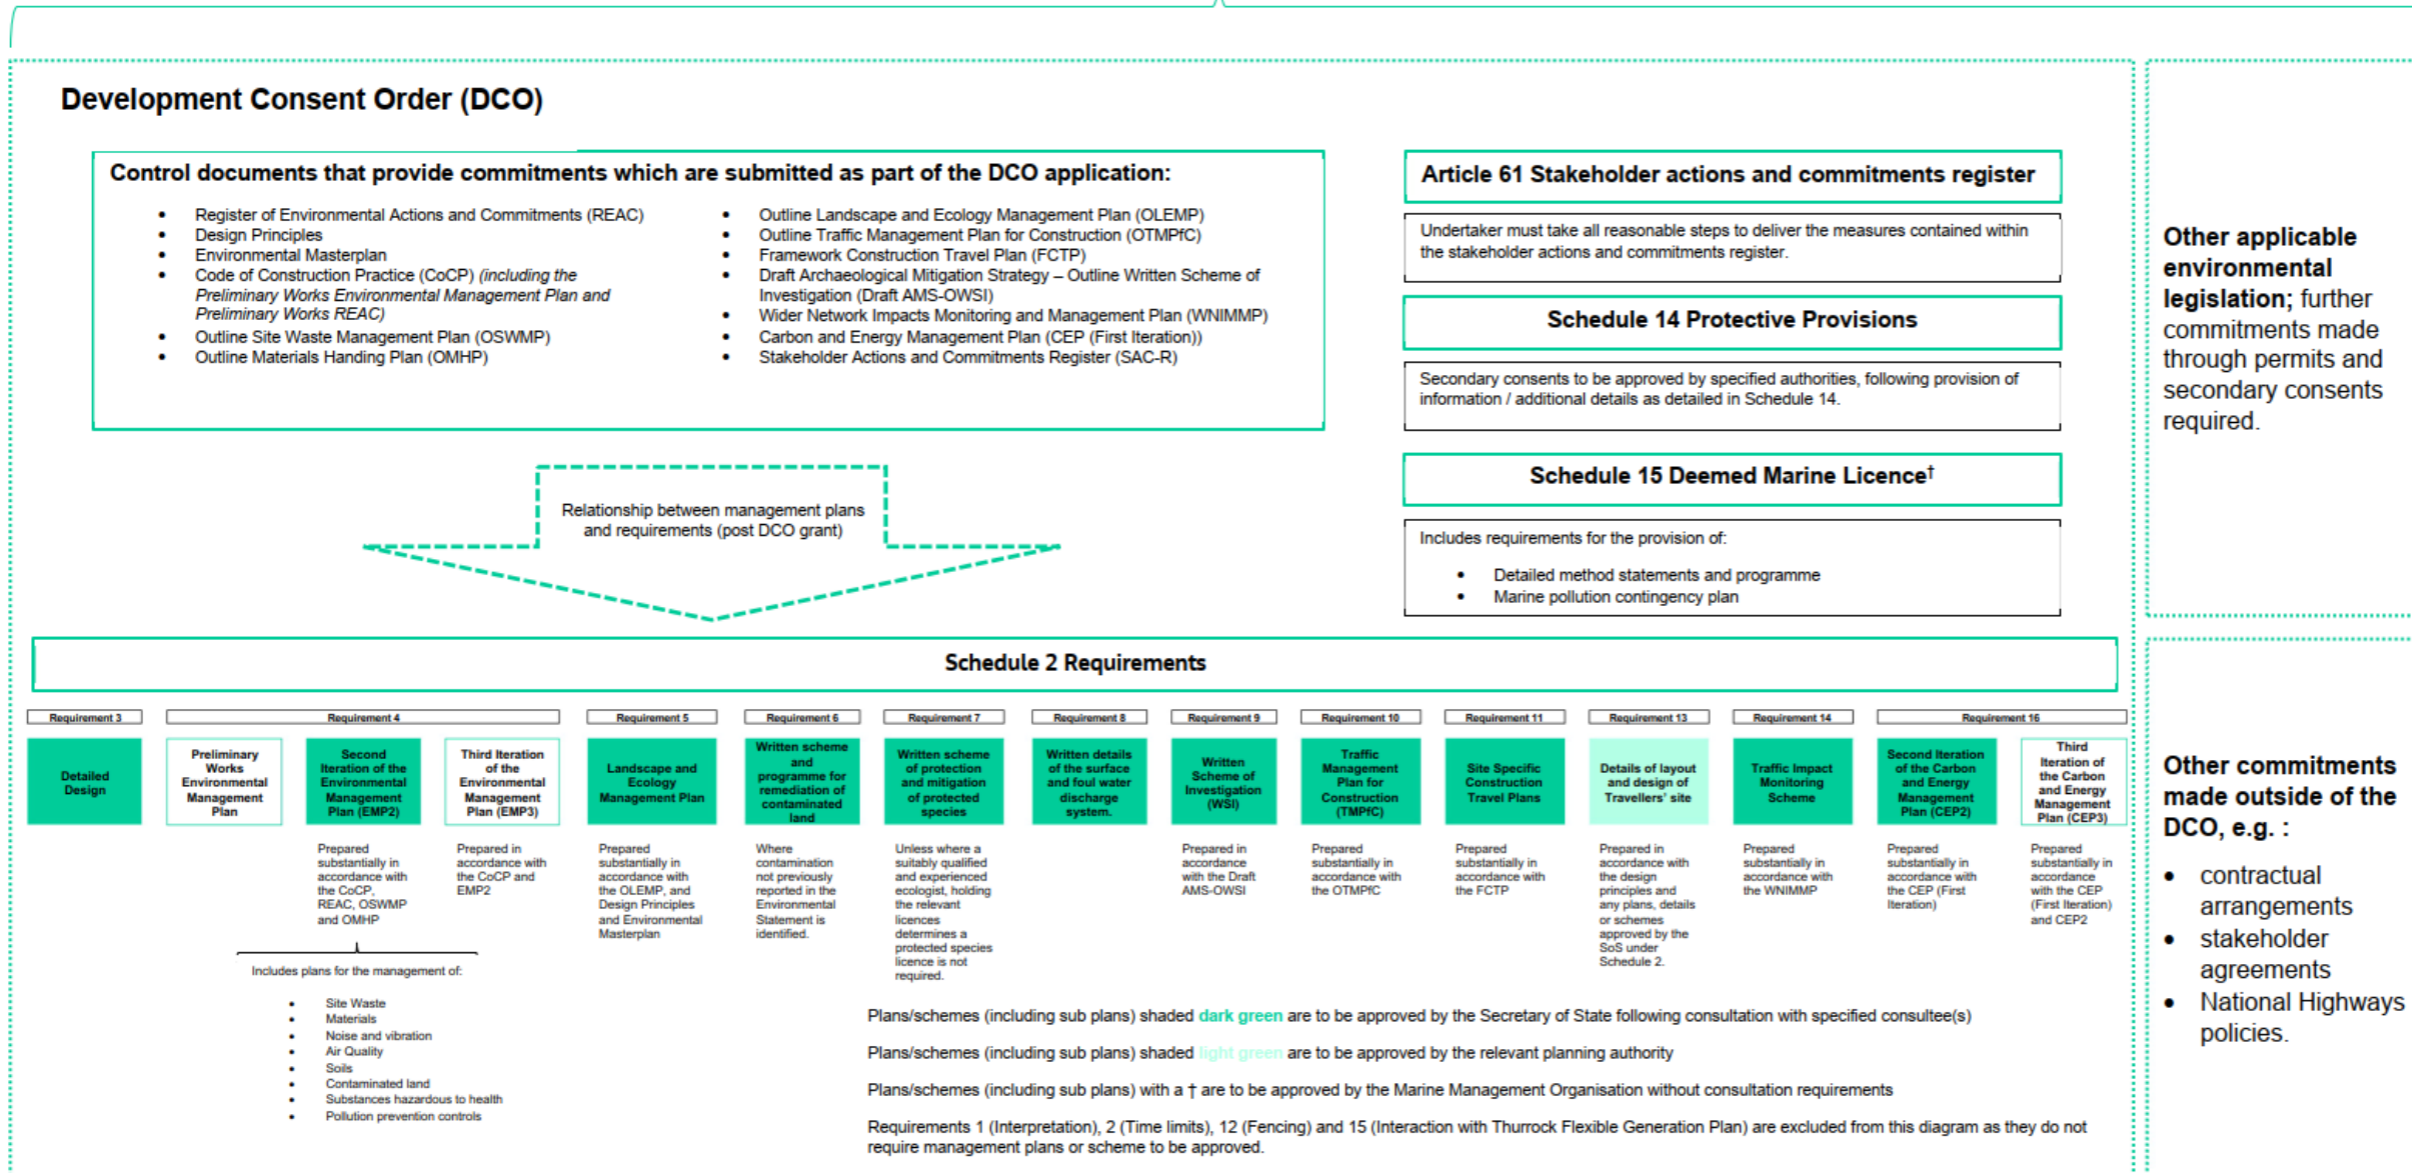 Development Consent Order (DCO)
Control documents that provide commitments which are submitted as part of the DCO application:
• Register of Environmental Actions and Commitments (REAC)
• Design Principles
• Environmental Masterplan
• Code of Construction Practice (CoCP) (including the
Preliminary Works Environmental Management Plan and
Preliminary Works REAC)
• Outline Site Waste Management Plan (OSWMP)
• Outline Materials Handing Plan (OMHP)
• Outline Landscape and Ecology Management Plan (OLEMP)
• Outline Traffic Management Plan for Construction (OTMPfC)
• Framework Construction Travel Plan (FCTP)
• Draft Archaeological Mitigation Strategy – Outline Written Scheme of
Investigation (Draft AMS-OWSI)
• Wider Network Impacts Monitoring and Management Plan (WNIMMP)
• Carbon and Energy Management Plan (CEP (First Iteration))
• Stakeholder Actions and Commitments Register (SAC-R)
Article 61 Stakeholder actions and commitments register
Undertaker must take all reasonable steps to deliver the measures contained within
the stakeholder actions and commitments register.
Schedule 14 Protective Provisions
Secondary consents to be approved by specified authorities, following provision of
information / additional details as detailed in Schedule 14.
Schedule 15 Deemed Marine Licence†
Includes requirements for the provision of:
• Detailed method statements and programme
• Marine pollution contingency plan
Other applicable
environmental
legislation; further
commitments made
through permits and
secondary consents
required.
Relationship between management plans
and requirements (post DCO grant)
Schedule 2 Requirements
Requirement 3
Detailed
Design
Requirement 4
Preliminary
Works
Environmental
Management
Plan
Second
Iteration of the
Environmental
Management
Plan (EMP2)
Prepared
substantially in
accordance with
the CoCP,
REAC, OSWMP
and OMHP
Third Iteration
of the
Environmental
Management
Plan (EMP3)
Prepared in
accordance with
the CoCP and
EMP2
Includes plans for the management of:
• Site Waste
• Materials
• Noise and vibration
• Air Quality
• Soils
• Contaminated land
• Substances hazardous to health
• Pollution prevention controls
Requirement 5
Landscape and
Ecology
Management Plan
Prepared
substantially in
accordance with
the OLEMP, and
Design Principles
and Environmental
Masterplan
Requirement 6
Written scheme
and
programme for
remediation of
contaminated
land
Where
contamination
not previously
reported in the
Environmental
Statement is
identified.
Requirement 7
Written scheme
of protection
and mitigation
of protected
species
Unless where a
suitably qualified
and experienced
ecologist, holding
the relevant
licences
determines a
protected species
licence is not
required.
Requirement 8
Written details
of the surface
and foul water
discharge
system.
Requirement 9
Written
Scheme of
Investigation
(WSI)
Prepared in
accordance
with the Draft
AMS-OWSI
Requirement 10
Traffic
Management
Plan for
Construction
(TMPfC)
Prepared
substantially in
accordance with
the OTMPfC
Requirement 11
Site Specific
Construction
Travel Plans
Prepared
substantially in
accordance with
the FCTP
Requirement 13
Details of layout
and design of
Travellers' site
Prepared in
accordance with
the design
principles and
any plans, details
or schemes
approved by the
SoS under
Schedule 2.
Requirement 14
Traffic Impact
Monitoring
Scheme
Prepared
substantially in
accordance with
the WNIMMP
Requirement 16
Second Iteration
of the Carbon
and Energy
Management
Plan (CEP2)
Prepared
substantially in
accordance with
the CEP (First
Iteration)
Third
Iteration of
the Carbon
and Energy
Management
Plan (CEP3)
Prepared
substantially in
accordance
with the CEP
(First Iteration)
and CEP2
Plans/schemes (including sub plans) shaded dark green are to be approved by the Secretary of State following consultation with specified consultee(s)
Plans/schemes (including sub plans) shaded light green are to be approved by the relevant planning authority
Plans/schemes (including sub plans) with a † are to be approved by the Marine Management Organisation without consultation requirements
Requirements 1 (Interpretation), 2 (Time limits), 12 (Fencing) and 15 (Interaction with Thurrock Flexible Generation Plan) are excluded from this diagram as they do not
require management plans or scheme to be approved.
Other commitments
made outside of the
DCO, e.g. :
• contractual
arrangements
• stakeholder
agreements
• National Highways
policies.